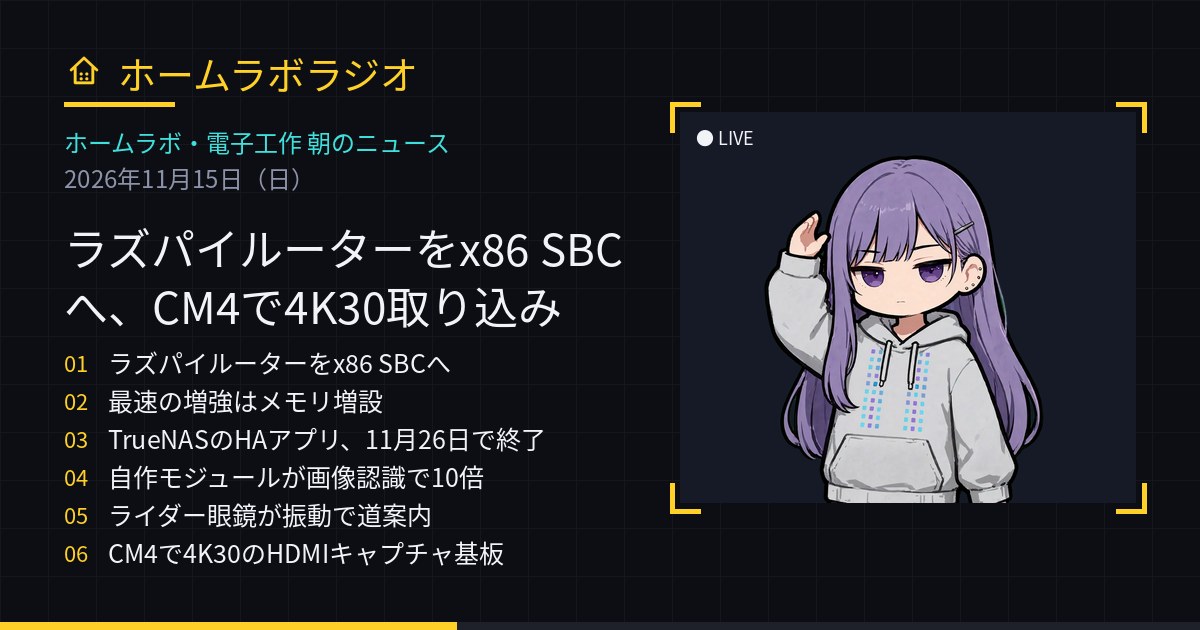 ホームラボラジオ
ホームラボ・電子工作 朝のニュース
2026年11月15日（日）
ラズパイルーターをx86 SBC
へ、CM4で4K30取り込み
01 ラズパイルーターをx86 SBCへ
02 最速の増強はメモリ増設
03 TrueNASのHAアプリ、11月26日で終了
04 自作モジュールが画像認識で10倍
05 ライダー眼鏡が振動で道案内
06 CM4で4K30のHDMIキャプチャ基板
LIVE